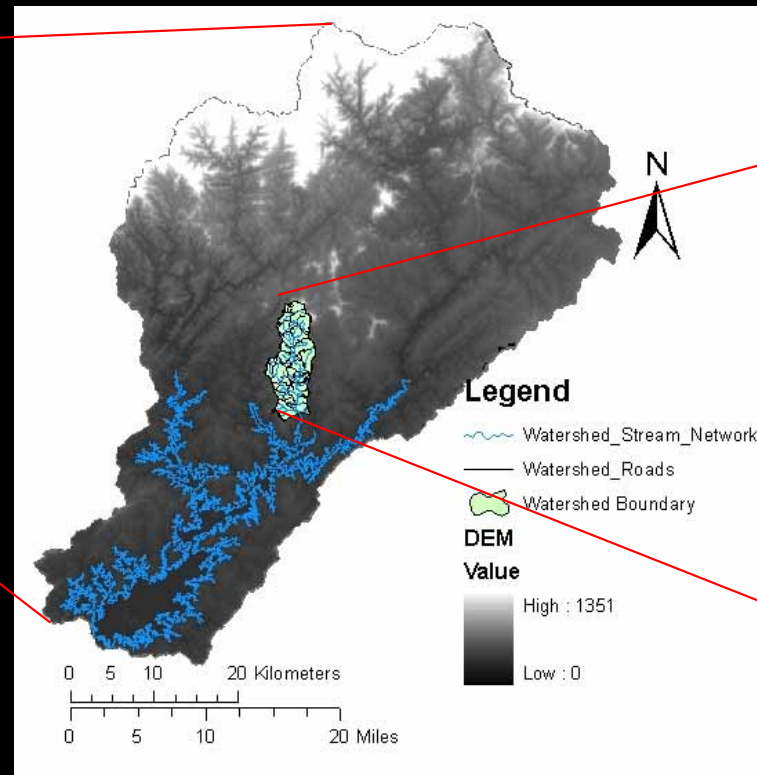 N
Legend
Watershed_Stream_Network
Watershed_Roads
Watershed Boundary
DEM
Value
High : 1351
Low : 0
0 5 10 20 Kilometers
0 5 10 20 Miles